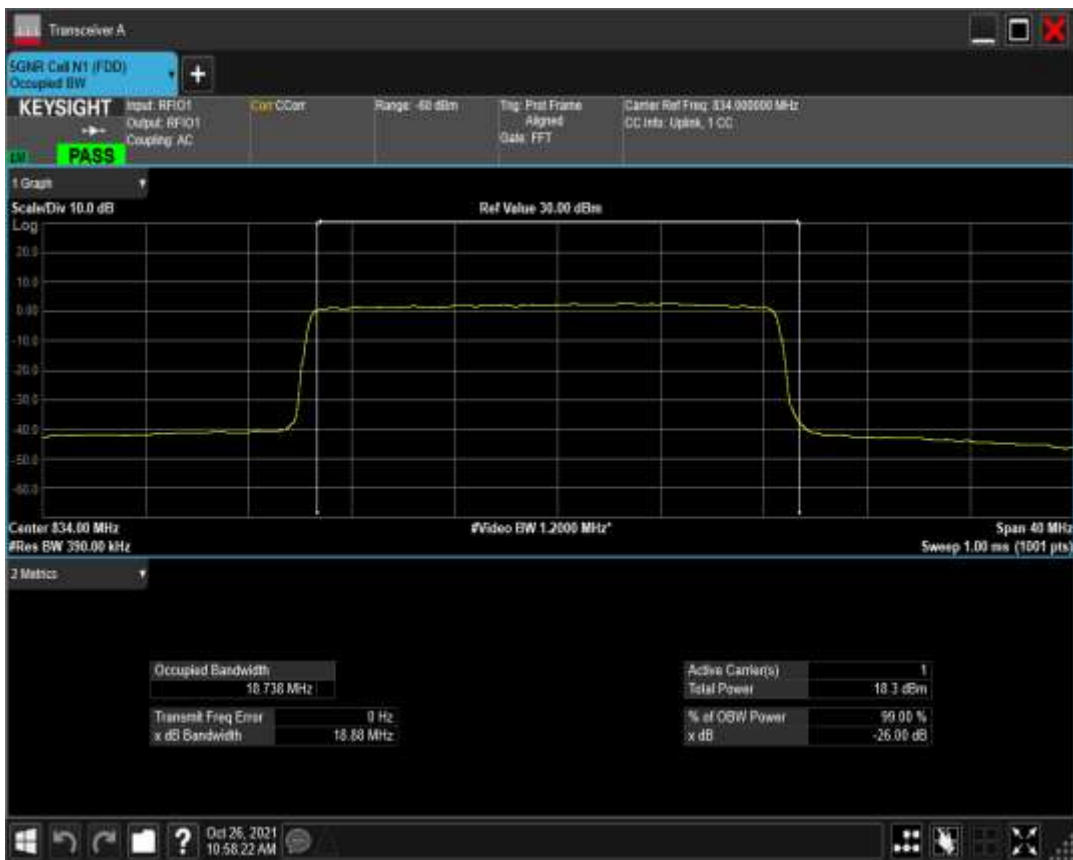 Transceiver A
5GNR Cell N1 (FDD)
Occupied BW
+
KEYSIGHT
PASS
Input: RFIO1
Output: RFIO1
Coupling: AC
Corr CCorr
Range: -60 dBm
Trig: Prot Frame
Aligned
Gate: FFT
Carrier Ref Freq: 834.000000 MHz
CC Info: Uplink, 1 CC
1 Graph
Scale/Div 10.0 dB
Ref Value 30.00 dBm
Log
20.0
10.0
0.00
-10.0
-20.0
-30.0
-40.0
-50.0
-60.0
Center 834.00 MHz
#Video BW 1.2000 MHz*
Span 40 MHz
#Res BW 390.00 kHz
Sweep 1.00 ms (1001 pts)
2 Metrics
Occupied Bandwidth
18.738 MHz
Transmit Freq Error 0 Hz
x dB Bandwidth 18.88 MHz
Active Carrier(s) 1
Total Power 18.3 dBm
% of OBW Power 99.00 %
x dB -26.00 dB
?
Oct 26, 2021
10:58:22 AM